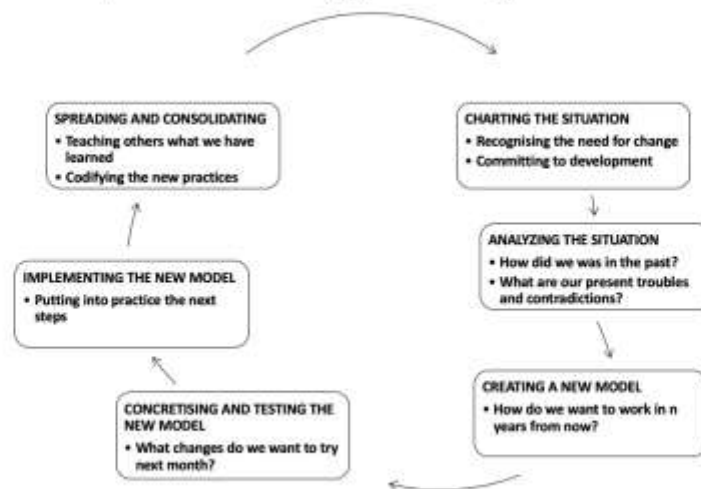 SPREADING AND CONSOLIDATING
• Teaching others what we have
learned
• Codifying the new practices
CHARTING THE SITUATION
• Recognising the need for change
• Committing to development
ANALYZING THE SITUATION
• How did we was in the past?
• What are our present troubles
and contradictions?
IMPLEMENTING THE NEW MODEL
• Putting into practice the next
steps
CREATING A NEW MODEL
• How do we want to work in n
years from now?
CONCRETISING AND TESTING THE
NEW MODEL
• What changes do we want to try
next month?